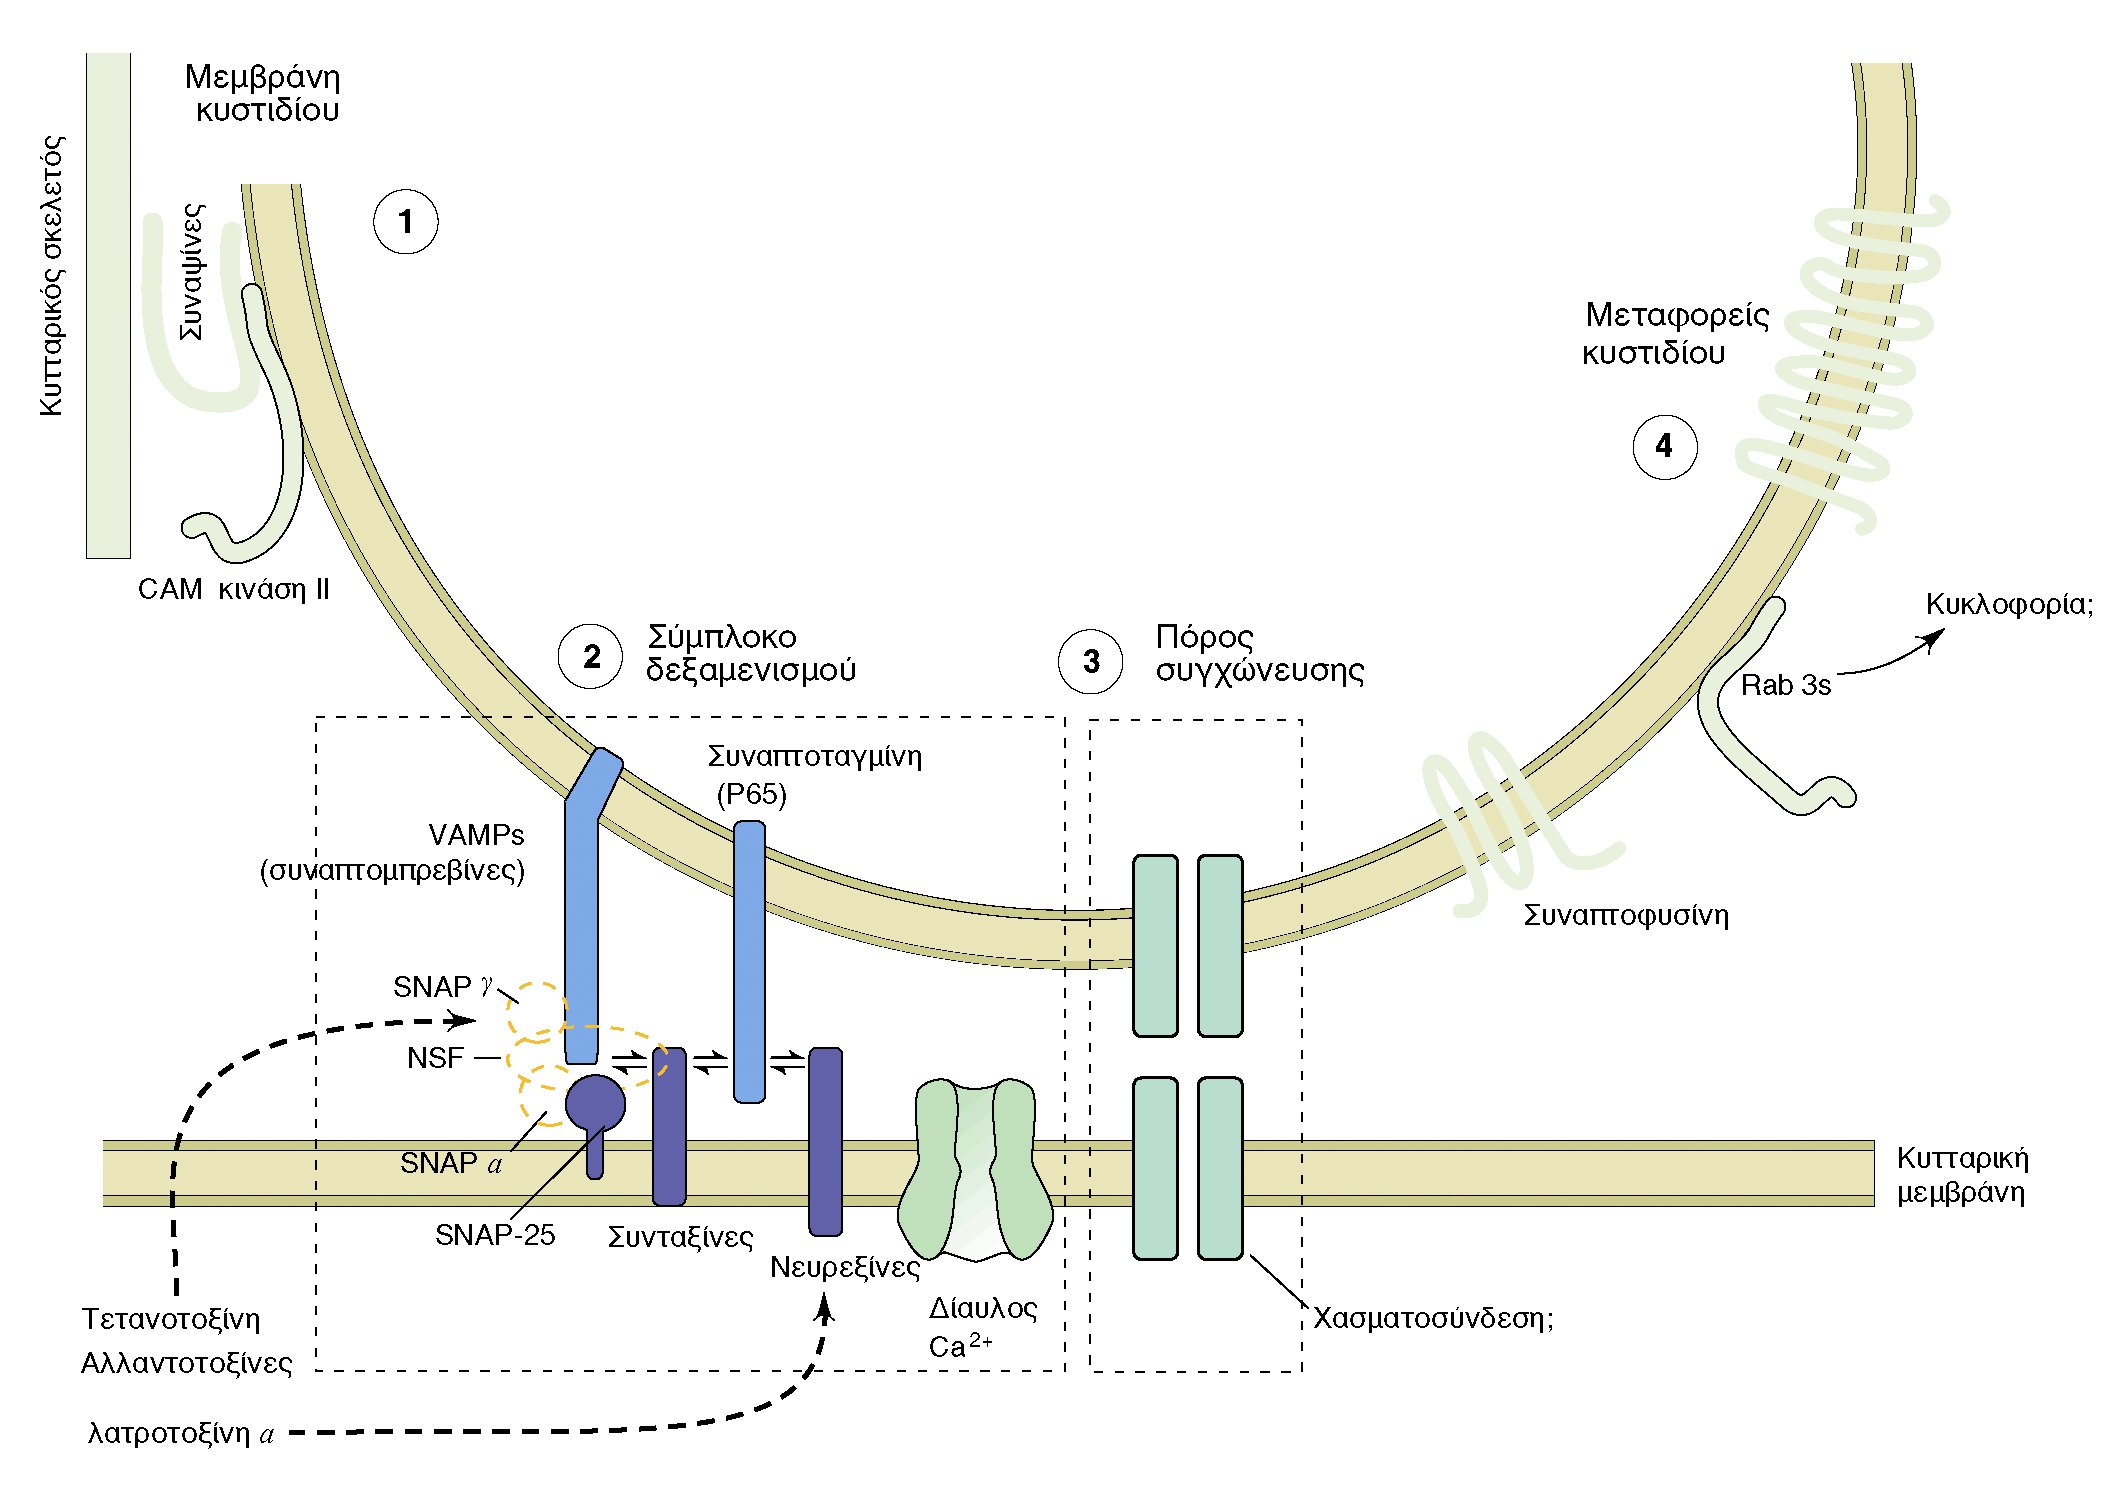 Μεμβράνη
κυστιδίου
Κυτταρικός σκελετός
Συναψίνες
1
CAM κινάση II
Μεταφορείς
κυστιδίου
4
Κυκλοφορία;
Rab 3s
2
Σύμπλοκο
δεξαμενισμού
3
Πόρος
συγχώνευσης
Συναπτοταγμίνη
(P65)
VAMPs
(συναπτομπρεβίνες)
Συναπτοφυσίνη
SNAP γ
NSF
SNAP a
SNAP-25
Συνταξίνες
Νευρεξίνες
Δίαυλος
Ca2+
Κυτταρική
μεμβράνη
Χασματοσύνδεση;
Τετανοτοξίνη
Αλλαντοτοξίνες
λατροτοξίνη a